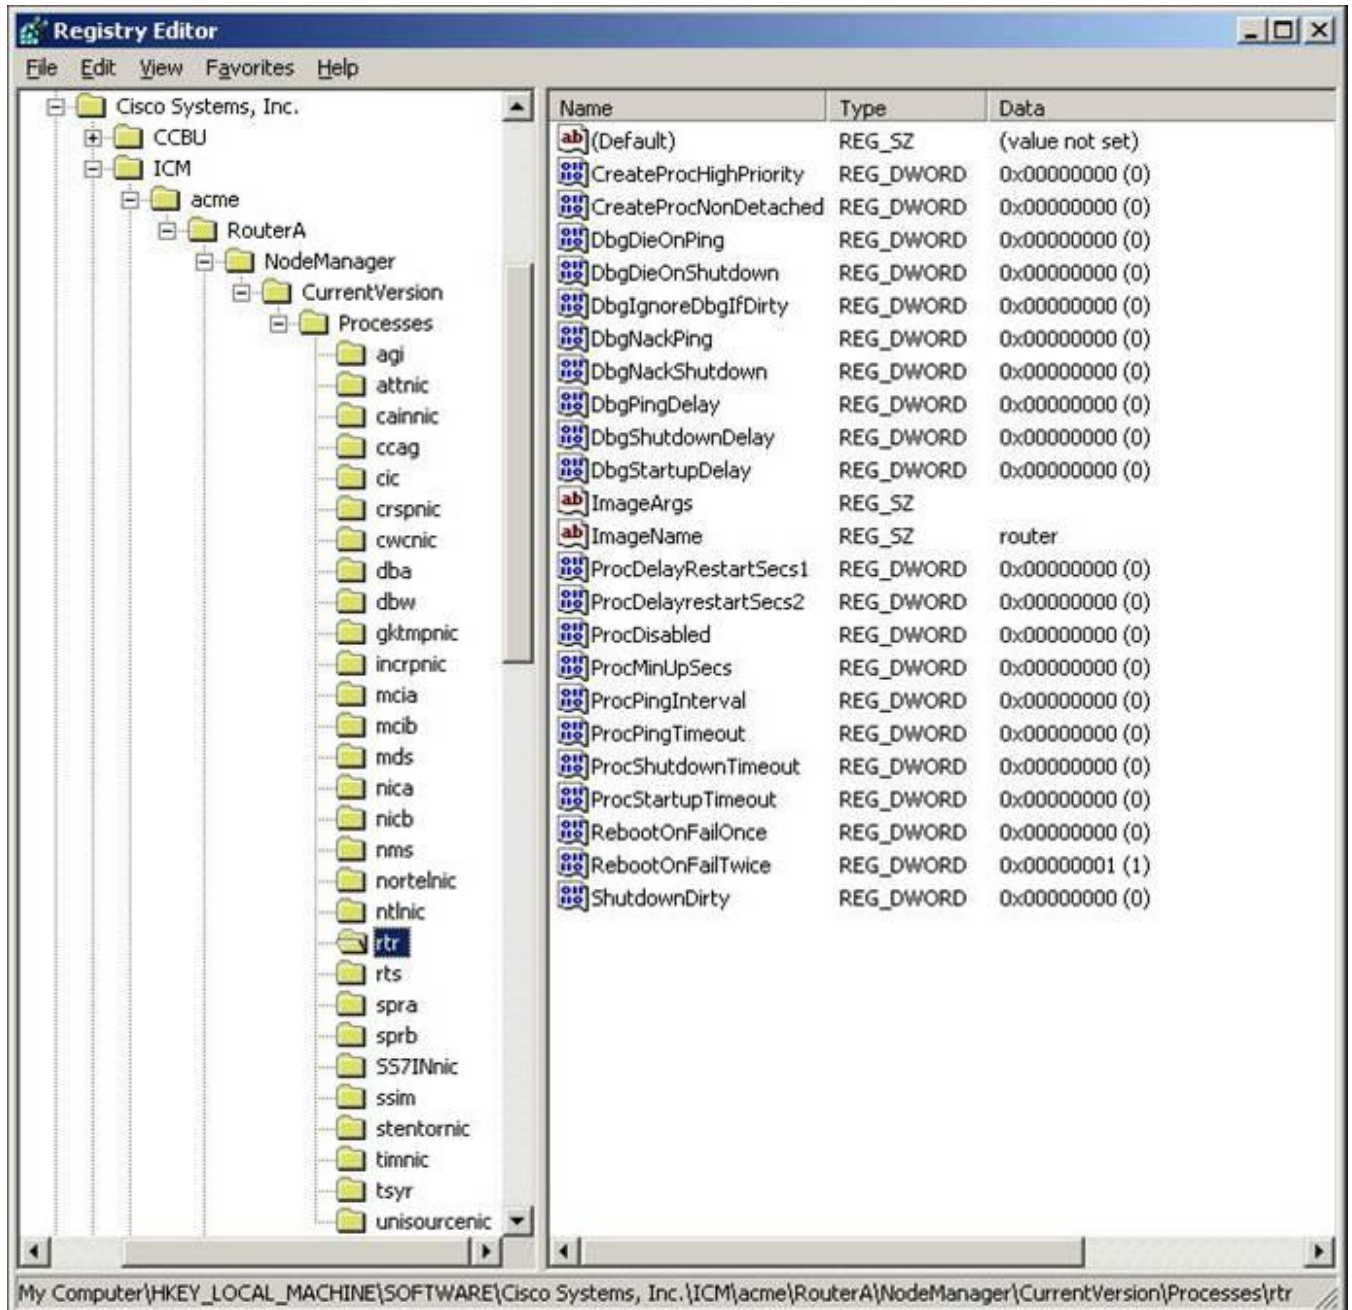 Registry Editor
File Edit View Favorites Help
Cisco Systems, Inc.
CCBU
ICM
acme
RouterA
NodeManager
CurrentVersion
Processes
agi
attnic
cainnic
ccag
cic
crspnic
cwcnic
dba
dbw
gktmpnic
incrpnic
mcia
mcib
mds
nica
nicb
nms
nortelnic
ntlnic
rtr
rts
spra
sprb
SS7INnic
ssim
stentornic
timnic
tsyr
unisourcenic
Name Type Data
(Default) REG_SZ (value not set)
CreateProcHighPriority REG_DWORD 0x00000000 (0)
CreateProcNonDetached REG_DWORD 0x00000000 (0)
DbgDieOnPing REG_DWORD 0x00000000 (0)
DbgDieOnShutdown REG_DWORD 0x00000000 (0)
DbgIgnoreDbgIfDirty REG_DWORD 0x00000000 (0)
DbgNackPing REG_DWORD 0x00000000 (0)
DbgNackShutdown REG_DWORD 0x00000000 (0)
DbgPingDelay REG_DWORD 0x00000000 (0)
DbgShutdownDelay REG_DWORD 0x00000000 (0)
DbgStartupDelay REG_DWORD 0x00000000 (0)
ImageArgs REG_SZ
ImageName REG_SZ router
ProcDelayRestartSecs1 REG_DWORD 0x00000000 (0)
ProcDelayrestartSecs2 REG_DWORD 0x00000000 (0)
ProcDisabled REG_DWORD 0x00000000 (0)
ProcMinUpSecs REG_DWORD 0x00000000 (0)
ProcPingInterval REG_DWORD 0x00000000 (0)
ProcPingTimeout REG_DWORD 0x00000000 (0)
ProcShutdownTimeout REG_DWORD 0x00000000 (0)
ProcStartupTimeout REG_DWORD 0x00000000 (0)
RebootOnFailOnce REG_DWORD 0x00000000 (0)
RebootOnFailTwice REG_DWORD 0x00000001 (1)
ShutdownDirty REG_DWORD 0x00000000 (0)
My Computer\HKEY_LOCAL_MACHINE\SOFTWARE\Cisco Systems, Inc.\ICM\acme\RouterA\NodeManager\CurrentVersion\Processes\rtr